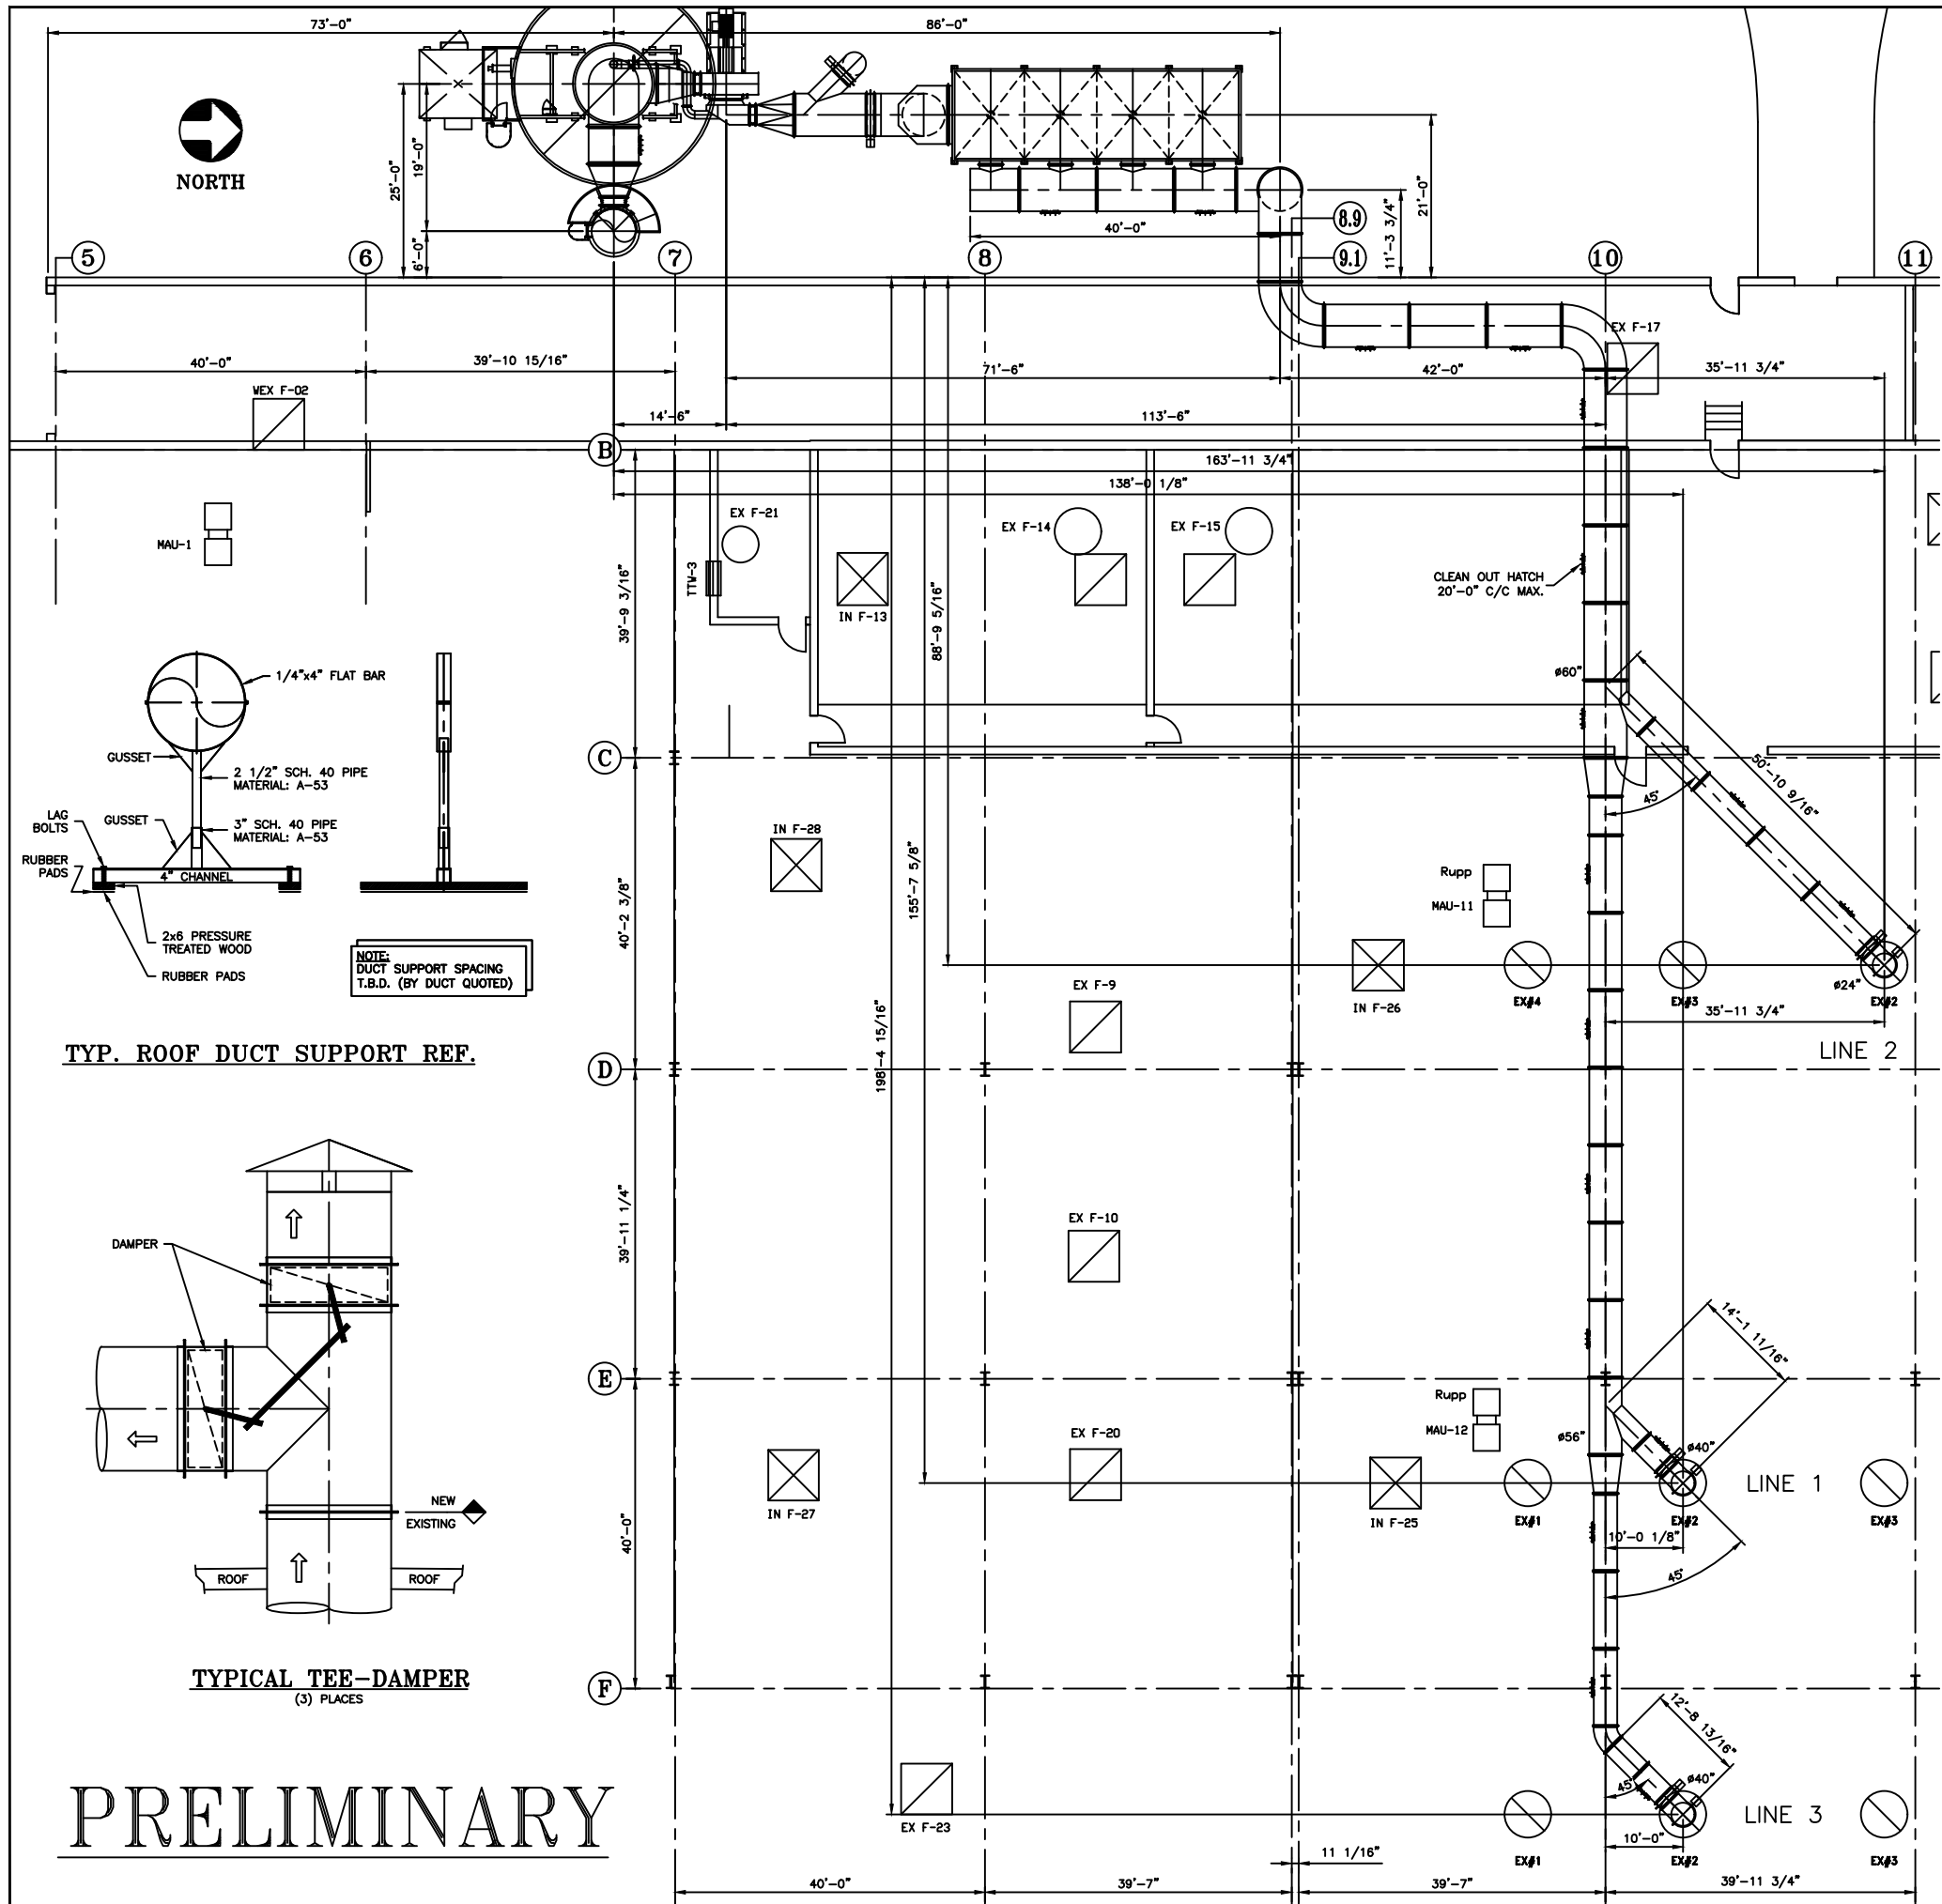 73'-0"
86'-0"
NORTH
25'-0"
19'-0"
6'-0"
40'-0"
11'-3 3/4"
21'-0"
8.9
9.1
5
6
7
8
10
11
EX F-17
40'-0"
39'-10 15/16"
71'-6"
42'-0"
35'-11 3/4"
WEX F-02
14'-6"
113'-6"
B
163'-11 3/4"
138'-0 1/8"
MAU-1
EX F-21
EX F-14
EX F-15
TTW-3
IN F-13
39'-9 3/16"
88'-9 5/16"
CLEAN OUT HATCH
20'-0" C/C MAX.
1/4"x4" FLAT BAR
ø60"
GUSSET
2 1/2" SCH. 40 PIPE
MATERIAL: A-53
C
50'-10 9/16"
45°
LAG
BOLTS
GUSSET
3" SCH. 40 PIPE
MATERIAL: A-53
RUBBER
PADS
4" CHANNEL
IN F-28
Rupp
MAU-11
40'-2 3/8"
155'-7 5/8"
2x6 PRESSURE
TREATED WOOD
RUBBER PADS
NOTE:
DUCT SUPPORT SPACING
T.B.D. (BY DUCT QUOTED)
EX F-9
IN F-26
EX#4
EX#3
ø24"
EX#2
35'-11 3/4"
198'-4 15/16"
TYP. ROOF DUCT SUPPORT REF.
LINE 2
D
EX F-10
39'-11 1/4"
DAMPER
14'-1 11/16"
E
Rupp
MAU-12
EX F-20
ø56"
ø40"
LINE 1
IN F-27
IN F-25
EX#1
EX#2
EX#3
NEW
EXISTING
40'-0"
10'-0 1/8"
45°
ROOF
ROOF
TYPICAL TEE-DAMPER
(3) PLACES
F
12'-8 13/16"
45°
ø40"
PRELIMINARY
EX F-23
LINE 3
10'-0"
EX#1
EX#2
EX#3
11 1/16"
40'-0"
39'-7"
39'-7"
39'-11 3/4"